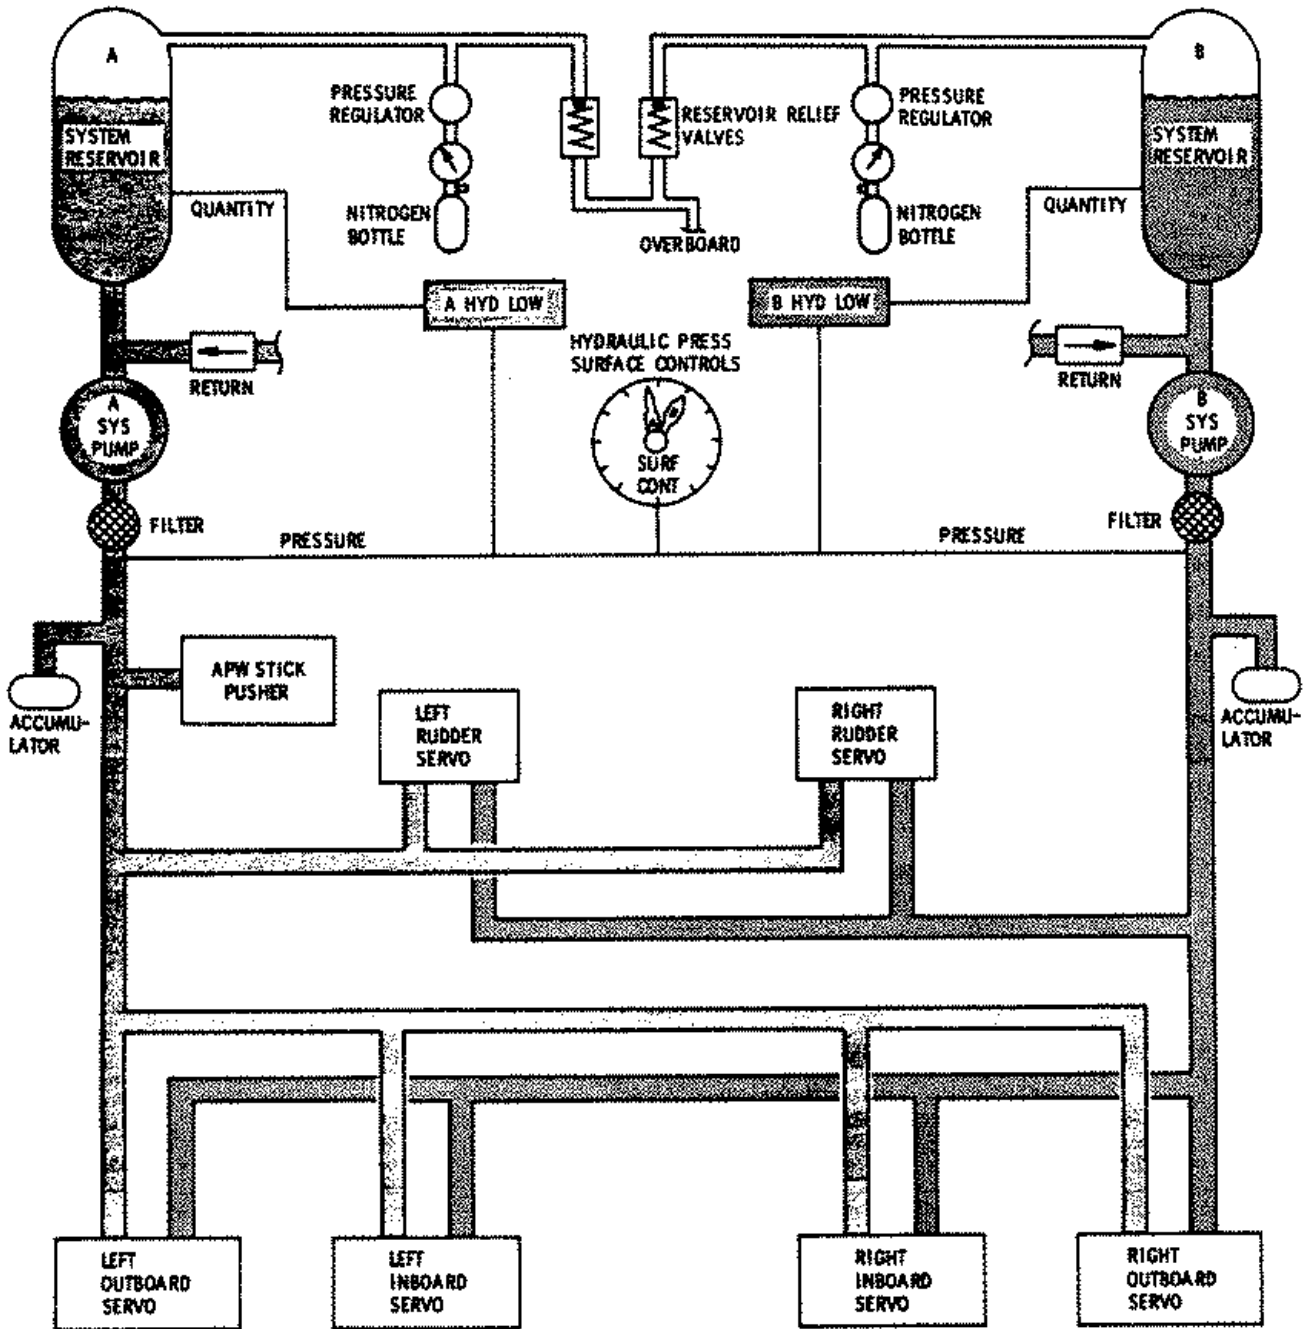 A
SYSTEM
RESERVOIR
QUANTITY
PRESSURE
REGULATOR
NITROGEN
BOTTLE
RESERVOIR RELIEF
VALVES
OVERBOARD
PRESSURE
REGULATOR
NITROGEN
BOTTLE
B
SYSTEM
RESERVOIR
QUANTITY
A HYD LOW
B HYD LOW
HYDRAULIC PRESS
SURFACE CONTROLS
SURF
CONT
RETURN
RETURN
A
SYS
PUMP
B
SYS
PUMP
FILTER
FILTER
PRESSURE
PRESSURE
ACCUMU-
LATOR
APW STICK
PUSHER
LEFT
RUDDER
SERVO
RIGHT
RUDDER
SERVO
ACCUMU-
LATOR
LEFT
OUTBOARD
SERVO
LEFT
INBOARD
SERVO
RIGHT
INBOARD
SERVO
RIGHT
OUTBOARD
SERVO